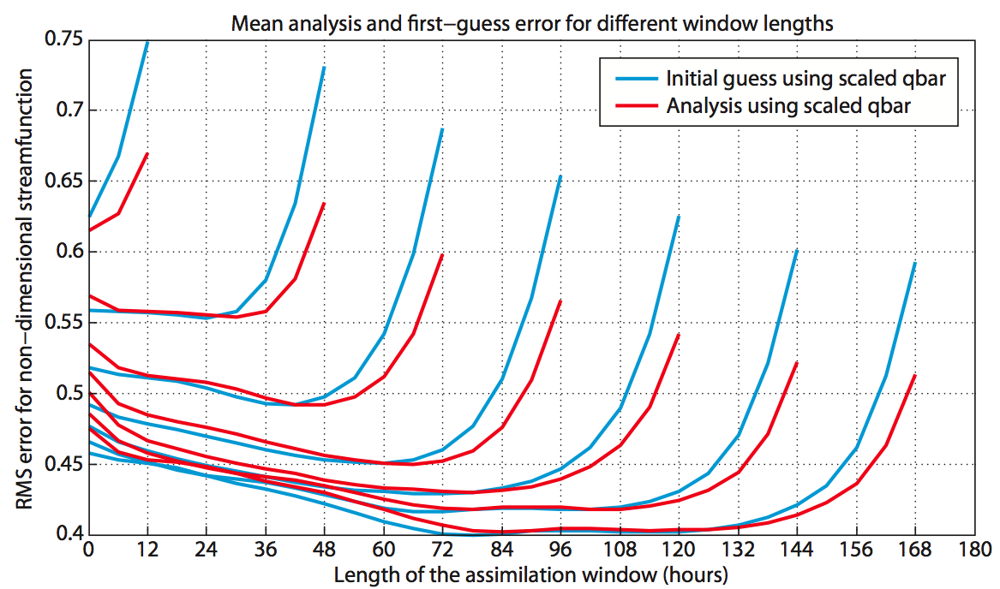 Mean analysis and first–guess error for different window lengths
RMS error for non–dimensional streamfunction
0.75
0.7
0.65
0.6
0.55
0.5
0.45
0.4
Initial guess using scaled qbar
Analysis using scaled qbar
0 12 24 36 48 60 72 84 96 108 120 132 144 156 168 180
Length of the assimilation window (hours)